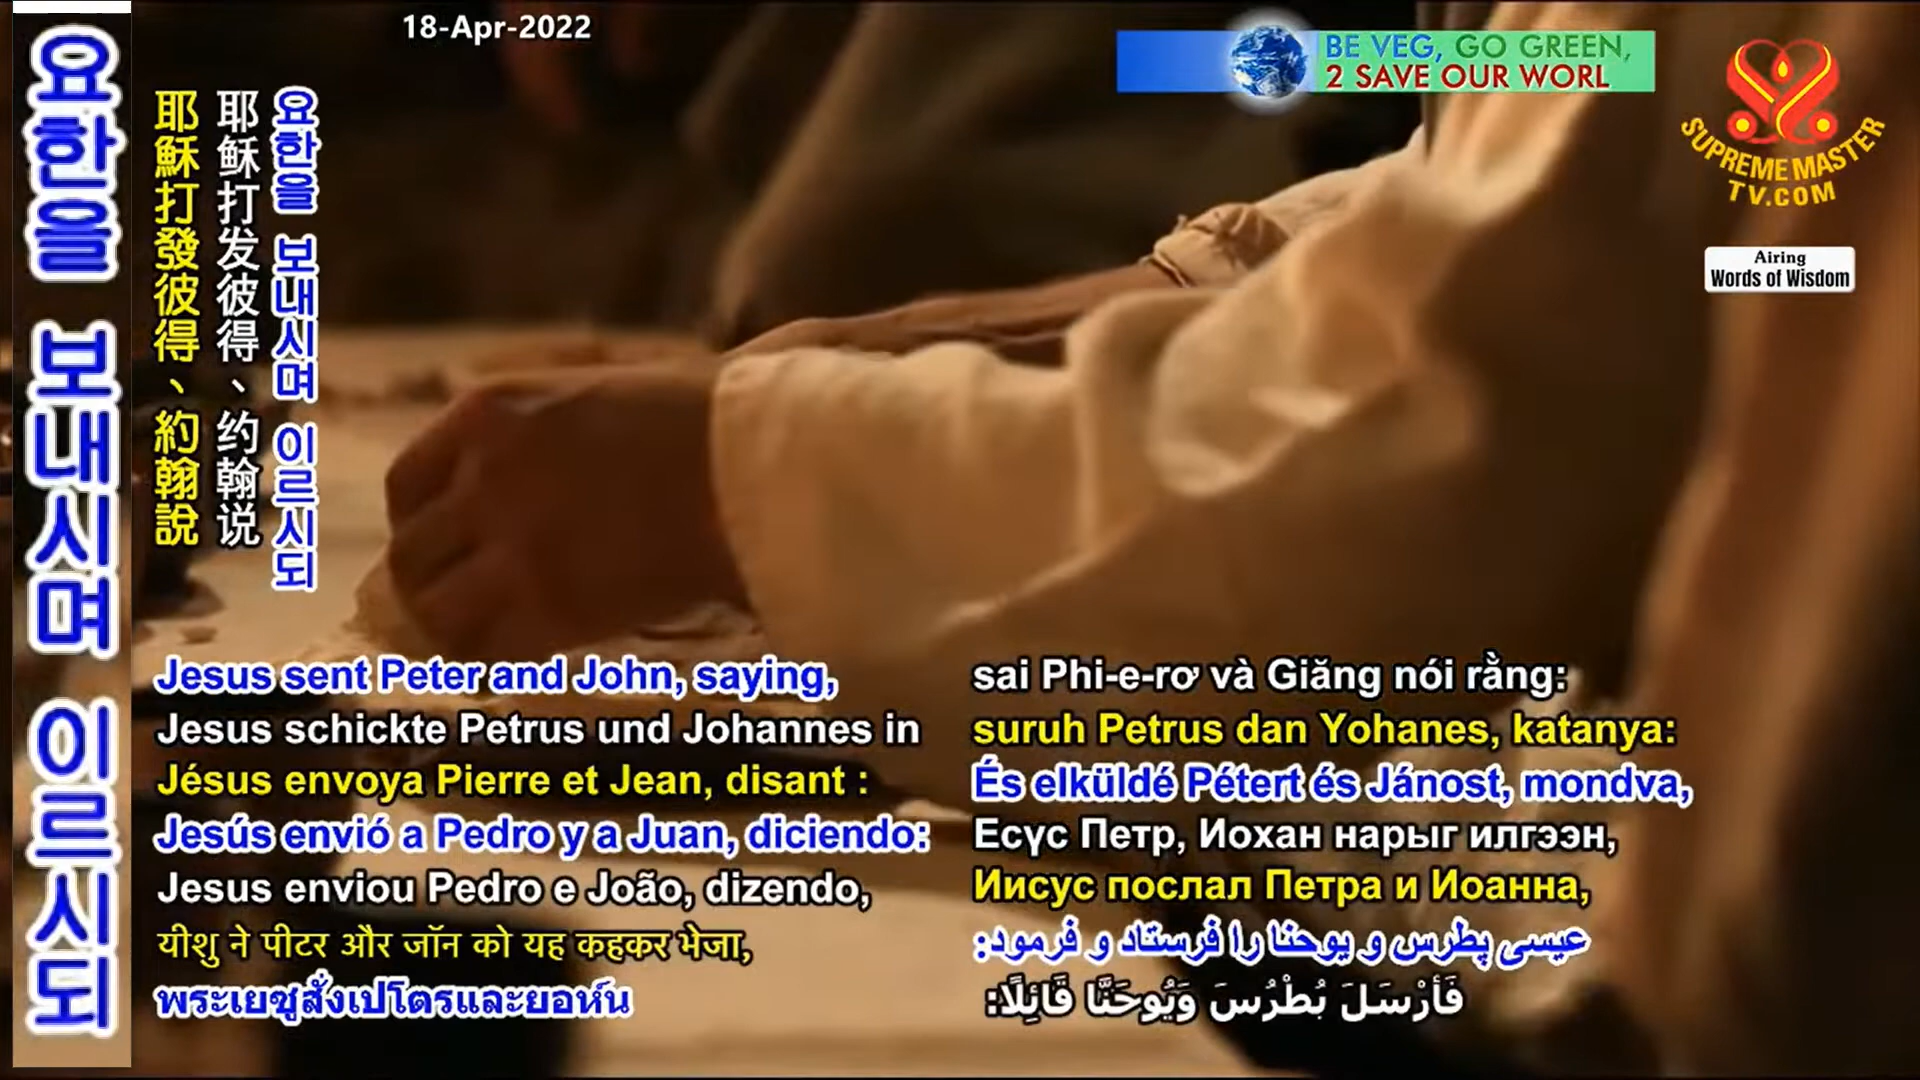 18-Apr-2022
BE VEG, GO GREEN,
2 SAVE OUR WORL
SUPREME MASTER
TV.COM
Airing
Words of Wisdom
요한을 보내시며 이르시되
耶穌打發彼得、約翰說
耶稣打发彼得、约翰说
요한을 보내시며 이르시되
Jesus sent Peter and John, saying,
Jesus schickte Petrus und Johannes in
Jésus envoya Pierre et Jean, disant :
Jesús envió a Pedro y a Juan, diciendo:
Jesus enviou Pedro e João, dizendo,
यीशु ने पीटर और जॉन को यह कहकर भेजा,
พระเยซูสั่งเปโตรและยอห์น
sai Phi-e-rơ và Giăng nói rằng:
suruh Petrus dan Yohanes, katanya:
És elküldé Pétert és Jánost, mondva,
Есүс Петр, Иохан нарыг илгээн,
Иисус послал Петра и Иоанна,
عیسی پطرس و یوحنا را فرستاد و فرمود:
فَأَرْسَلَ بُطْرُسَ وَيُوحَنَّا قَائِلًا: